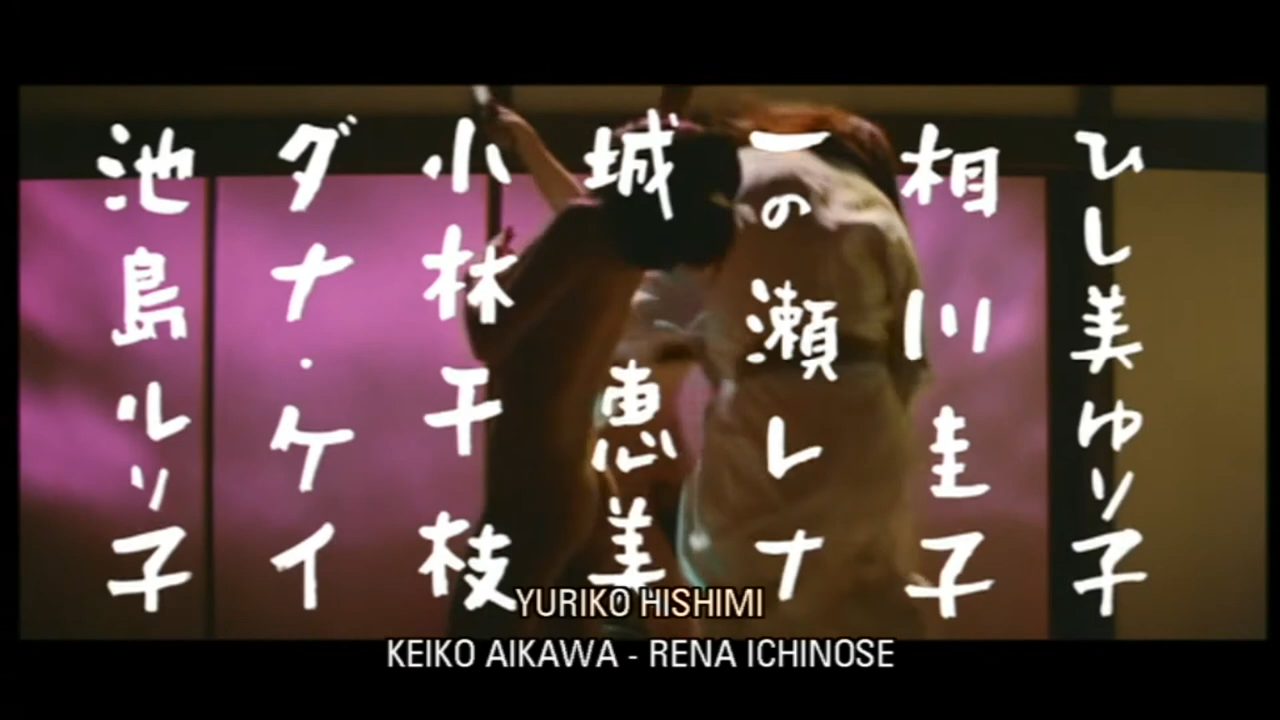 ひし美ゆり子
相川圭子
一の瀬レナ
城恵美
小林千枝
ダナ・ケイ
池島ルリ子
YURIKO HISHIMI
KEIKO AIKAWA - RENA ICHINOSE